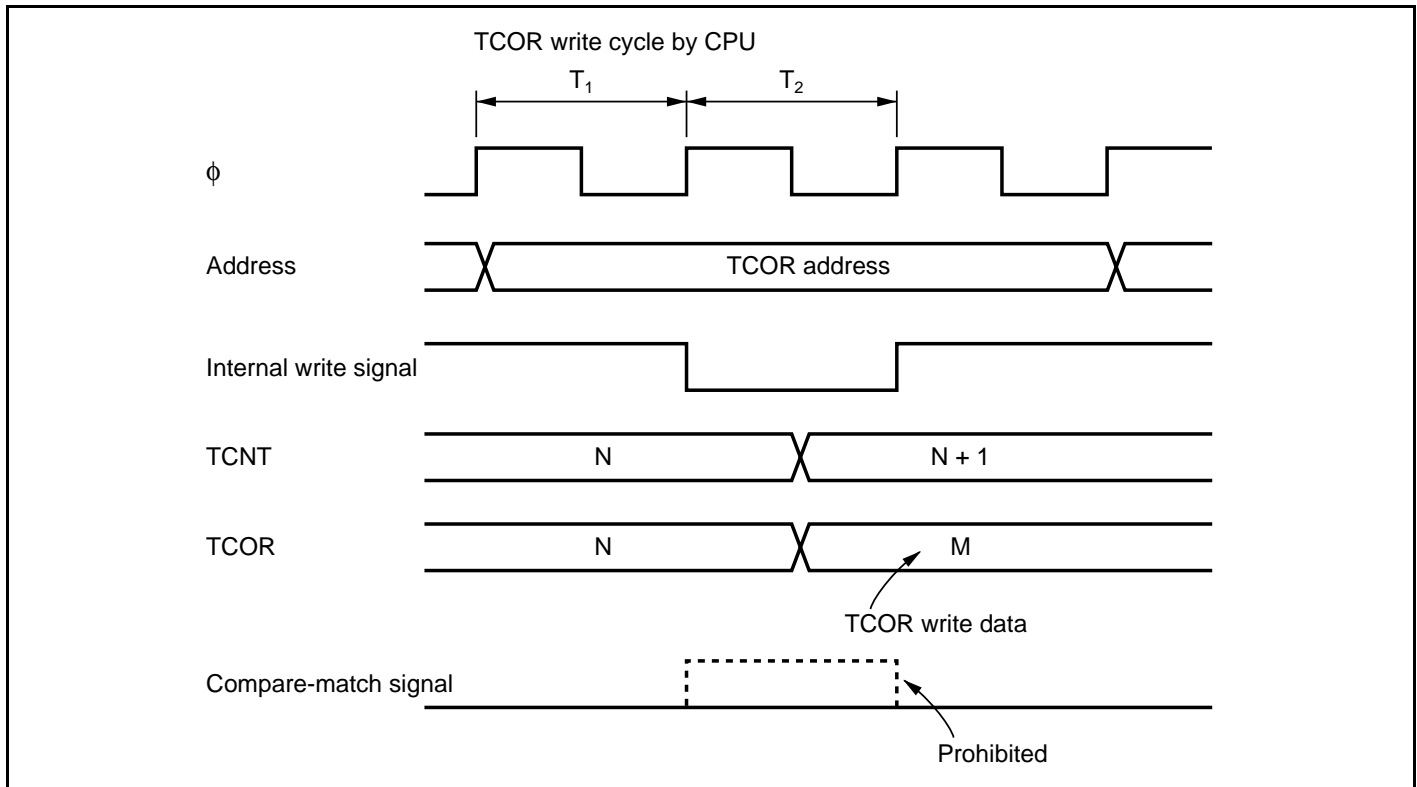 TCOR write cycle by CPU
T1 T2
ϕ
Address TCOR address
Internal write signal
TCNT N N + 1
TCOR N M
TCOR write data
Compare-match signal
Prohibited